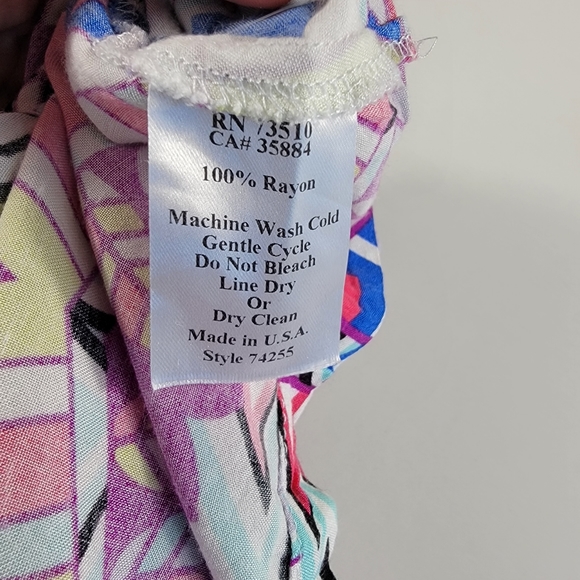 RN 73510
CA# 35884
100% Rayon
Machine Wash Cold
Gentle Cycle
Do Not Bleach
Line Dry
Or
Dry Clean
Made in U.S.A.
Style 74255